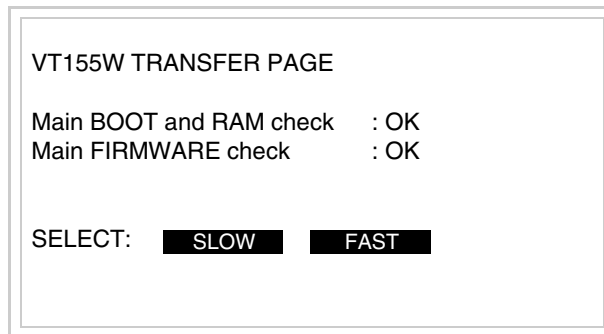 VT155W TRANSFER PAGE
Main BOOT and RAM check : OK
Main FIRMWARE check : OK
SELECT: SLOW FAST